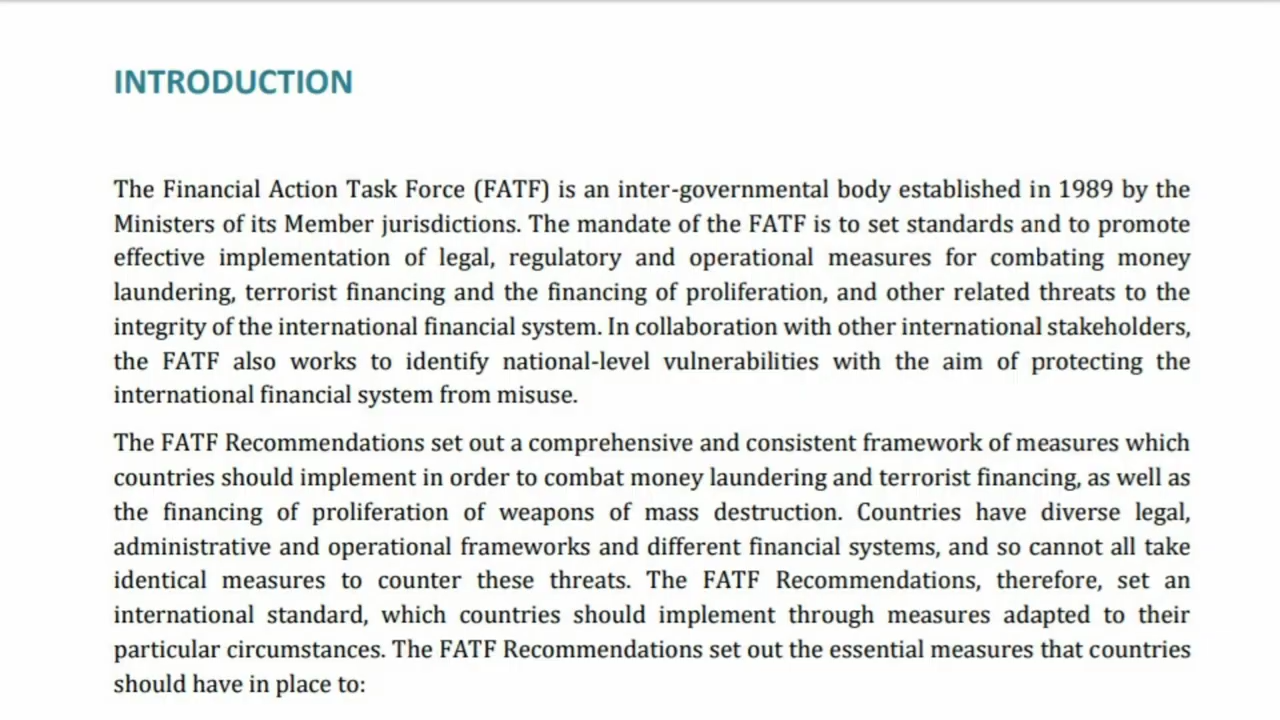 INTRODUCTION
The Financial Action Task Force (FATF) is an inter-governmental body established in 1989 by the
Ministers of its Member jurisdictions. The mandate of the FATF is to set standards and to promote
effective implementation of legal, regulatory and operational measures for combating money
laundering, terrorist financing and the financing of proliferation, and other related threats to the
integrity of the international financial system. In collaboration with other international stakeholders,
the FATF also works to identify national-level vulnerabilities with the aim of protecting the
international financial system from misuse.
The FATF Recommendations set out a comprehensive and consistent framework of measures which
countries should implement in order to combat money laundering and terrorist financing, as well as
the financing of proliferation of weapons of mass destruction. Countries have diverse legal,
administrative and operational frameworks and different financial systems, and so cannot all take
identical measures to counter these threats. The FATF Recommendations, therefore, set an
international standard, which countries should implement through measures adapted to their
particular circumstances. The FATF Recommendations set out the essential measures that countries
should have in place to: